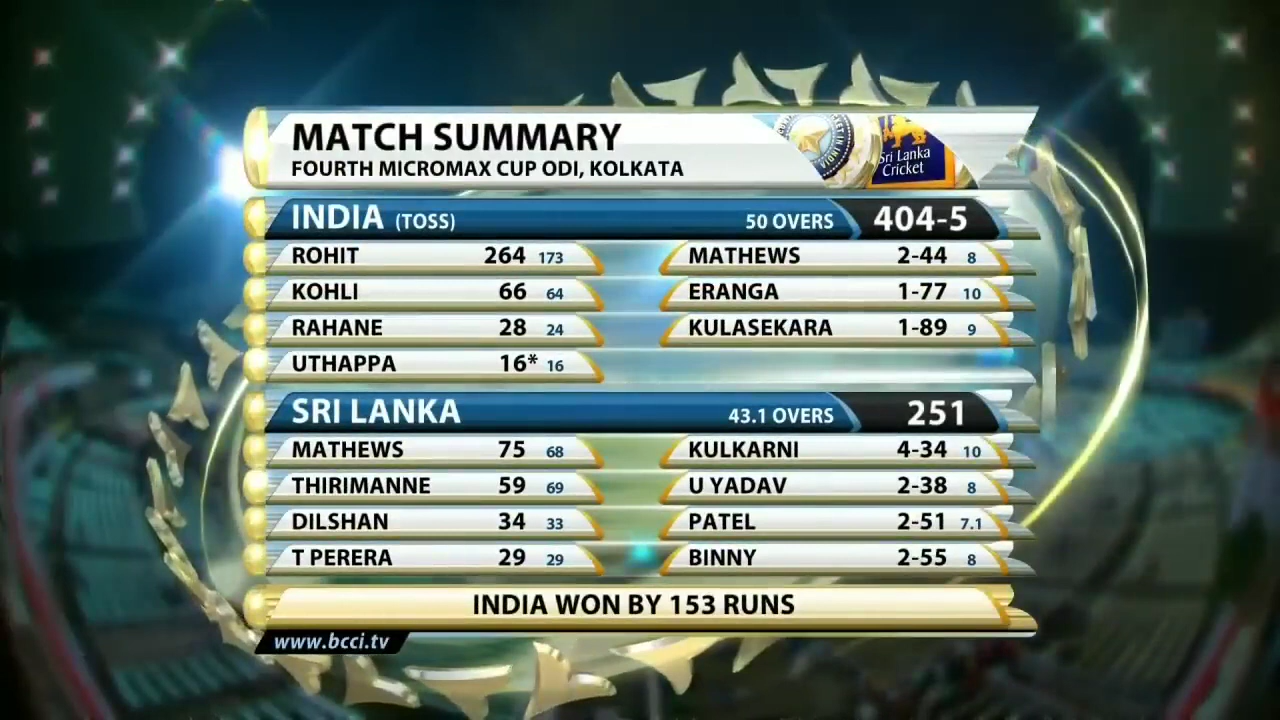 MATCH SUMMARY
FOURTH MICROMAX CUP ODI, KOLKATA
Sri Lanka
Cricket
INDIA (TOSS) 50 OVERS 404-5
ROHIT 264 173 MATHEWS 2-44 8
KOHLI 66 64 ERANGA 1-77 10
RAHANE 28 24 KULASEKARA 1-89 9
UTHAPPA 16* 16
SRI LANKA 43.1 OVERS 251
MATHEWS 75 68 KULKARNI 4-34 10
THIRIMANNE 59 69 U YADAV 2-38 8
DILSHAN 34 33 PATEL 2-51 7.1
T PERERA 29 29 BINNY 2-55 8
INDIA WON BY 153 RUNS
www.bcci.tv